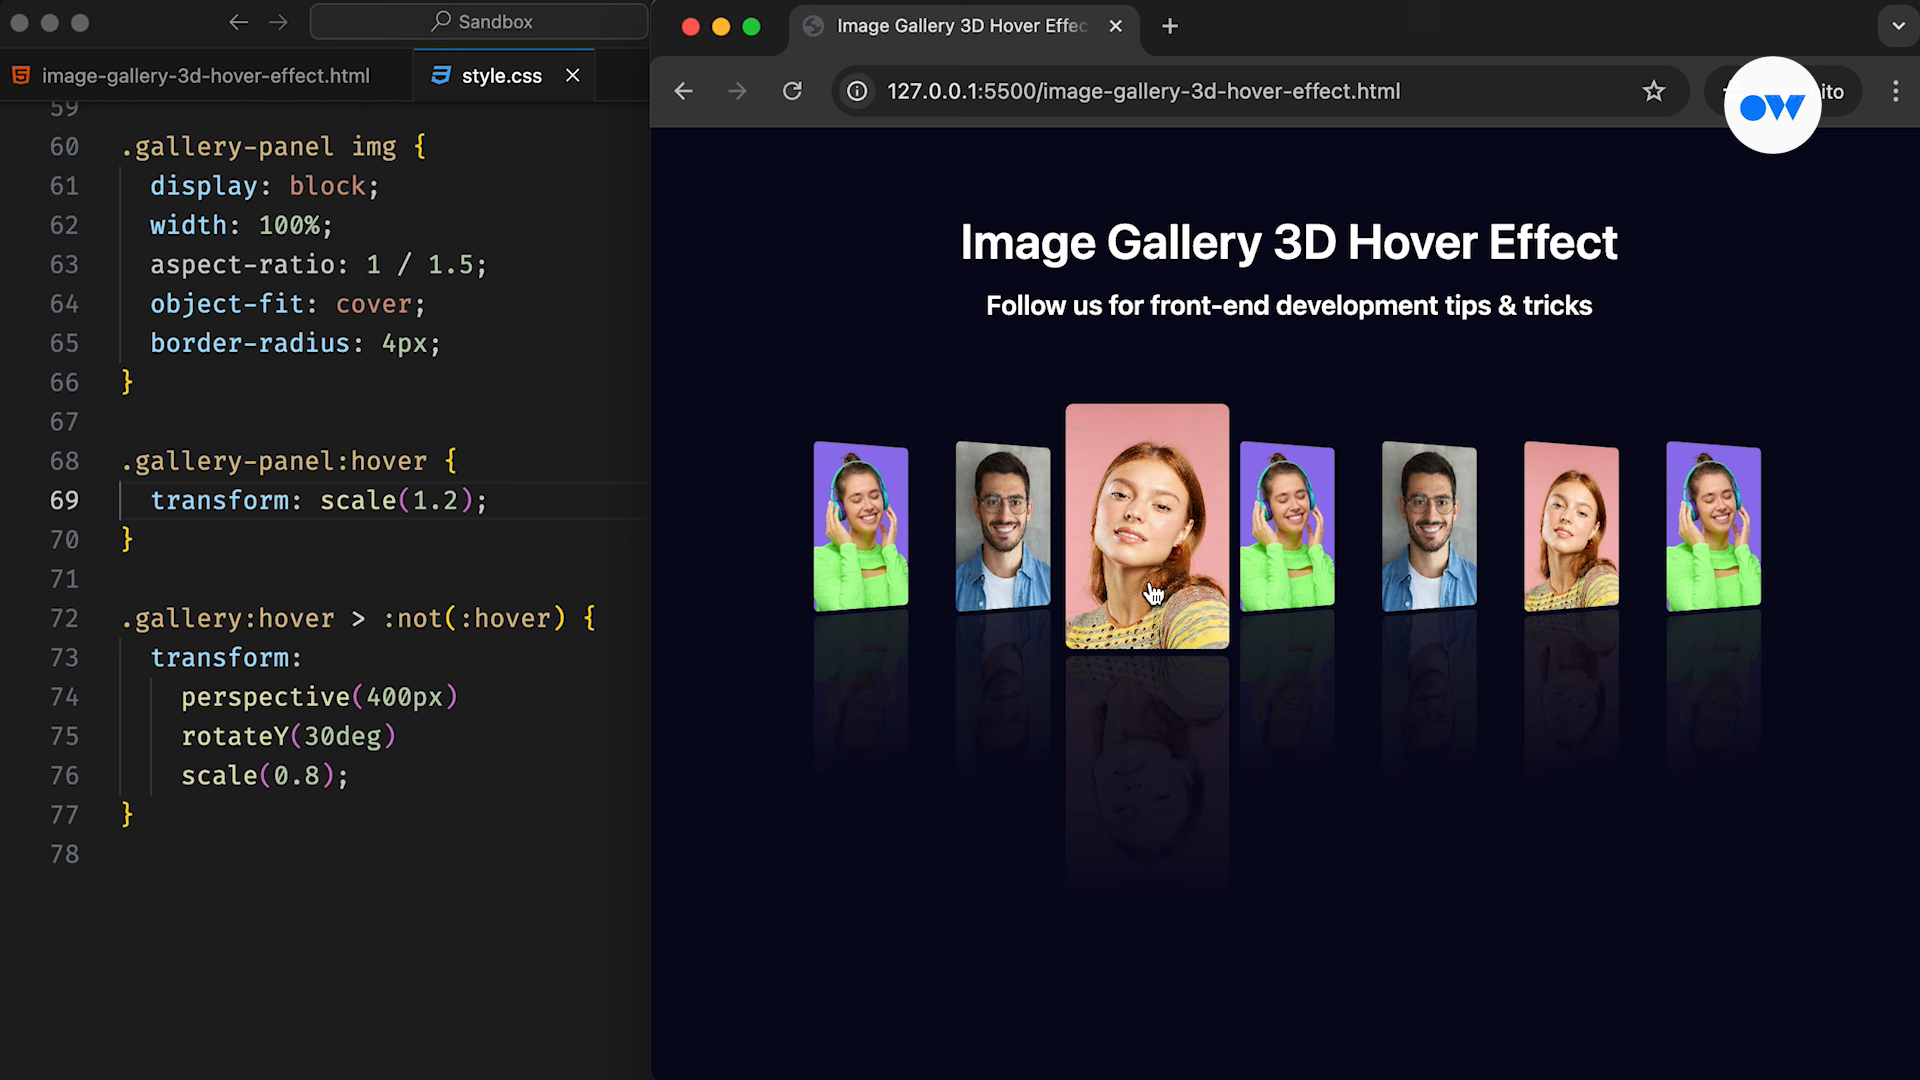 Sandbox
image-gallery-3d-hover-effect.html
style.css
59
60 .gallery-panel img {
61 display: block;
62 width: 100%;
63 aspect-ratio: 1 / 1.5;
64 object-fit: cover;
65 border-radius: 4px;
66 }
67
68 .gallery-panel:hover {
69 transform: scale(1.2);
70 }
71
72 .gallery:hover > :not(:hover) {
73 transform:
74 perspective(400px)
75 rotateY(30deg)
76 scale(0.8);
77 }
78
Image Gallery 3D Hover Effec
127.0.0.1:5500/image-gallery-3d-hover-effect.html
ito
OW
Image Gallery 3D Hover Effect
Follow us for front-end development tips & tricks